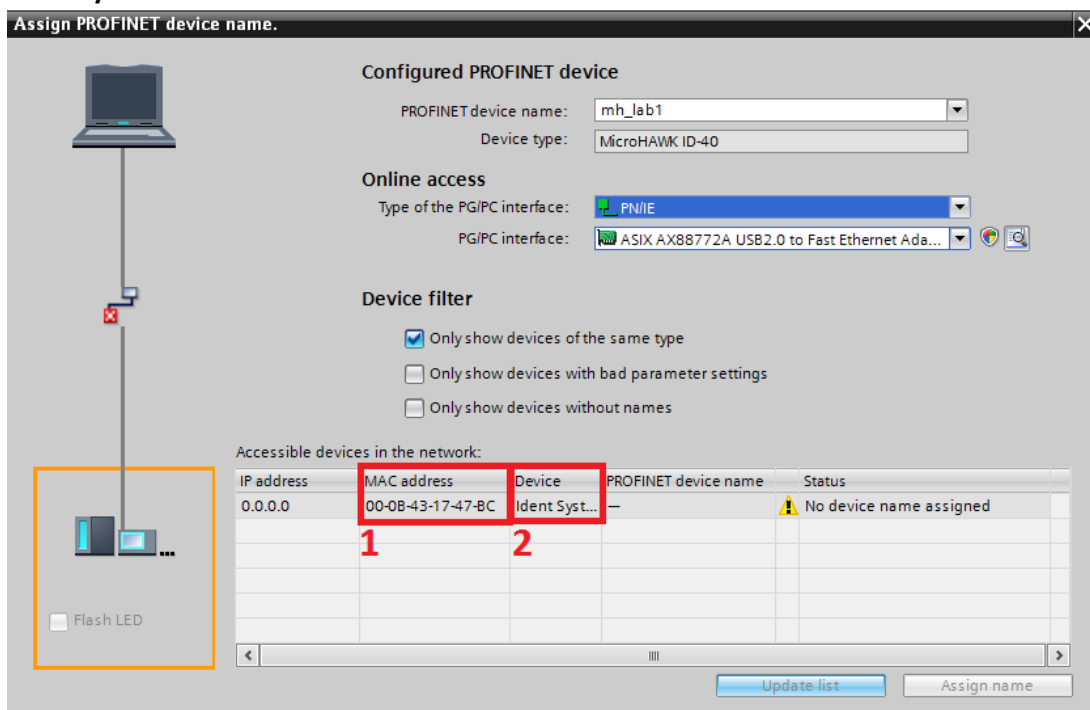 Assign PROFINET device name.
Configured PROFINET device
PROFINET device name: mh_lab1
Device type: MicroHAWK ID-40
Online access
Type of the PG/PC interface: PN/IE
PG/PC interface: ASIX AX88772A USB2.0 to Fast Ethernet Ada...
Device filter
Only show devices of the same type
Only show devices with bad parameter settings
Only show devices without names
Accessible devices in the network:
IP address MAC address Device PROFINET device name Status
0.0.0.0 00-0B-43-17-47-BC Ident Syst... — No device name assigned
1 2
...
Flash LED
Update list Assign name